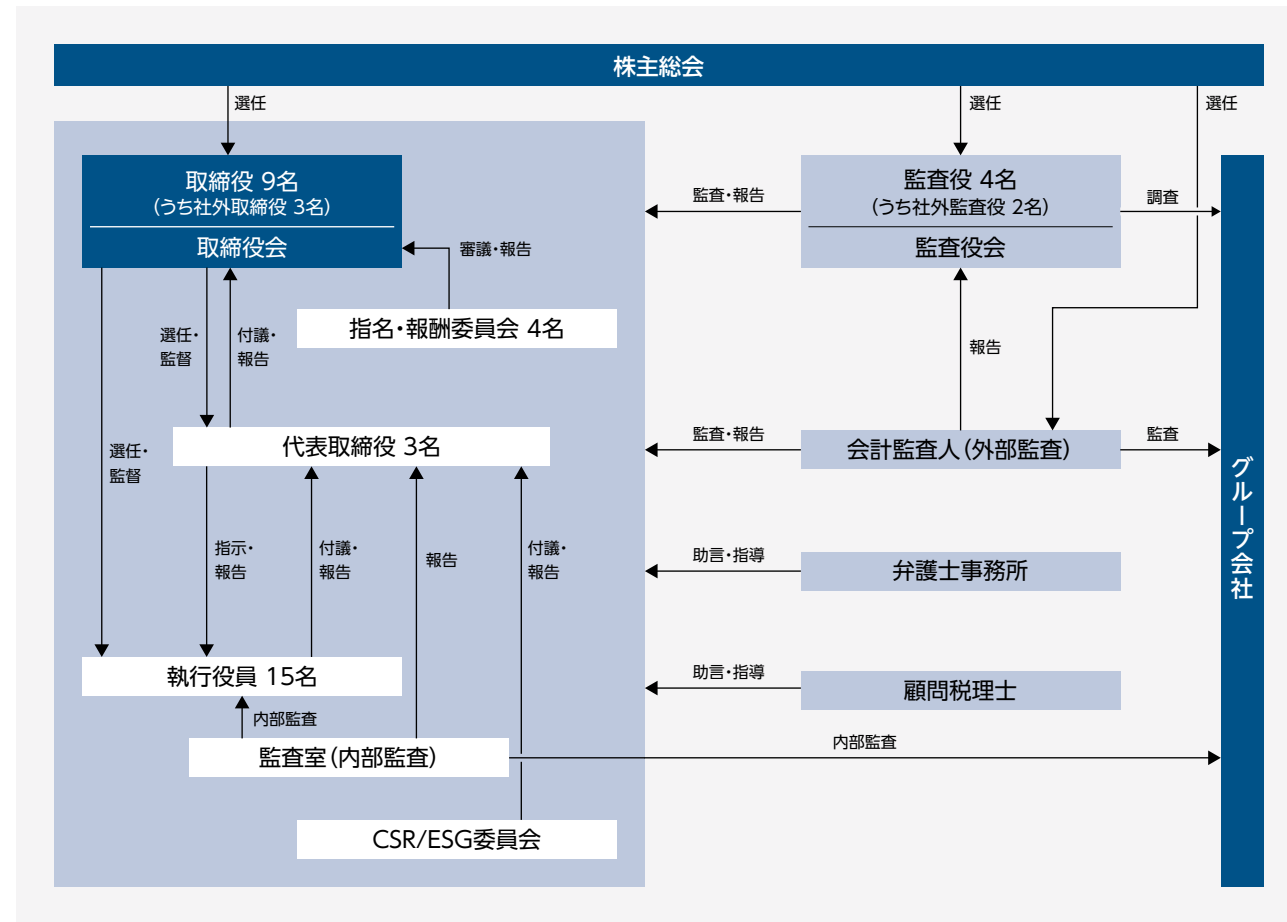 株主総会
選任
選任
選任
取締役 9名
(うち社外取締役 3名)
取締役会
監査・報告
監査役 4名
(うち社外監査役 2名)
監査役会
調査
審議・報告
指名・報酬委員会 4名
選任・
監督
付議・
報告
報告
選任・
監督
代表取締役 3名
監査・報告
会計監査人(外部監査)
監査
グループ会社
指示・
報告
付議・
報告
報告
付議・
報告
助言・指導
弁護士事務所
執行役員 15名
助言・指導
顧問税理士
内部監査
監査室(内部監査)
内部監査
CSR/ESG委員会